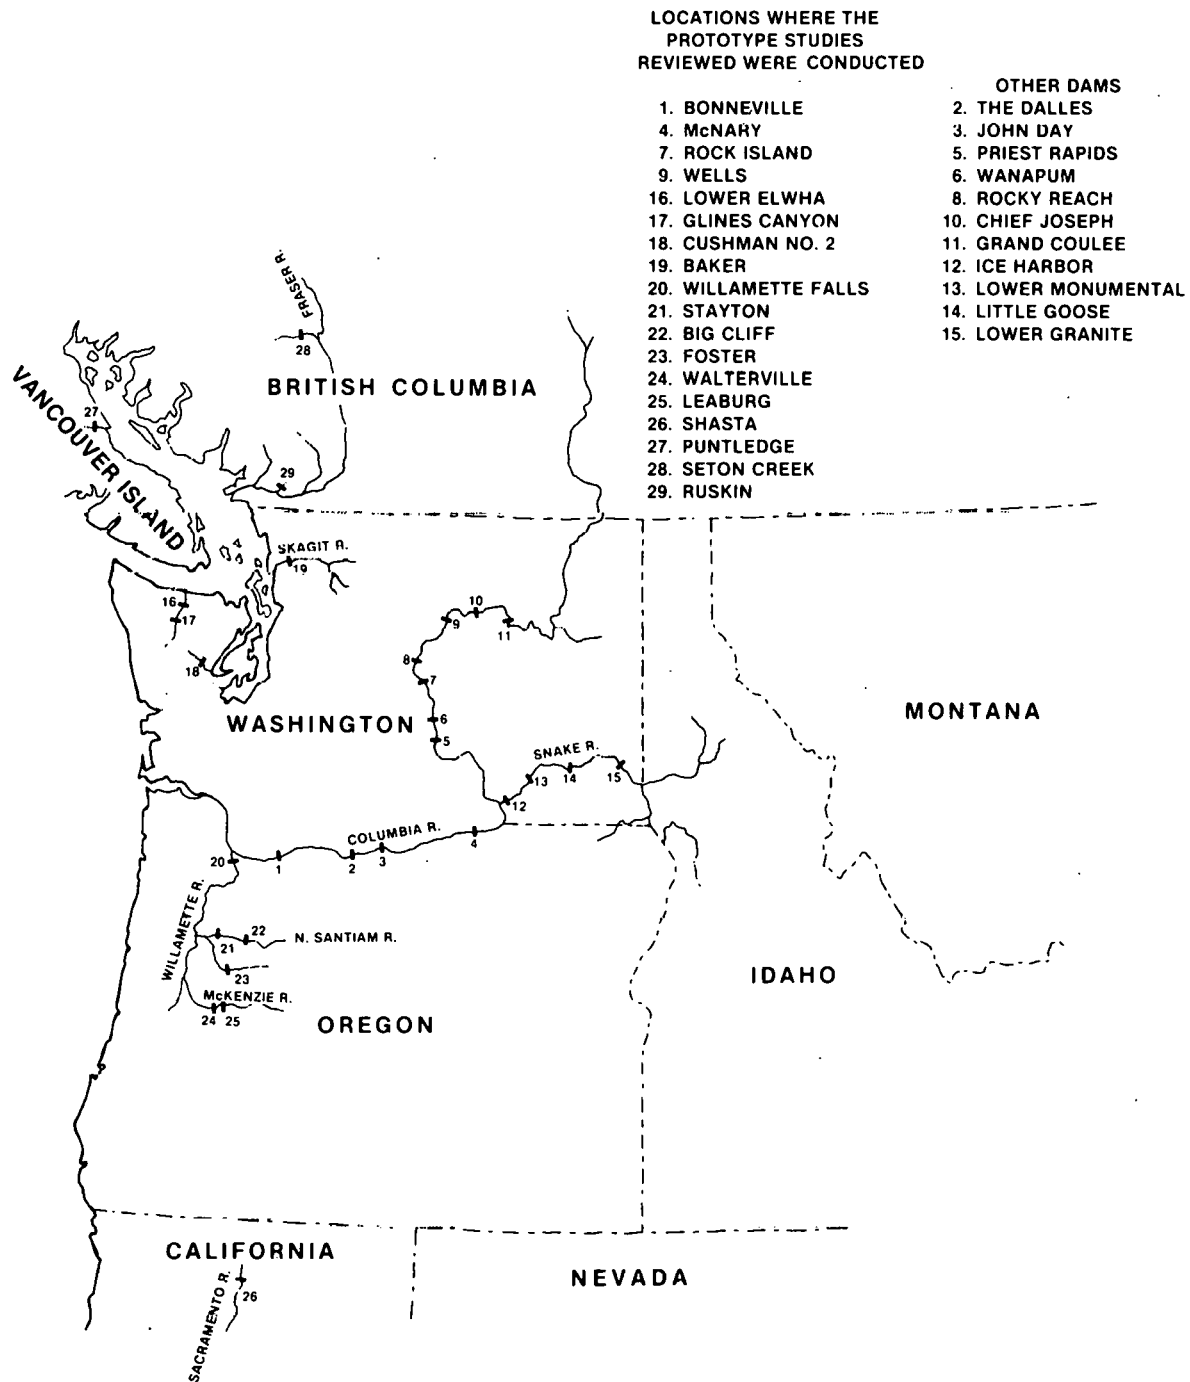 LOCATIONS WHERE THE
PROTOTYPE STUDIES
REVIEWED WERE CONDUCTED
1. BONNEVILLE
4. McNARY
7. ROCK ISLAND
9. WELLS
16. LOWER ELWHA
17. GLINES CANYON
18. CUSHMAN NO. 2
19. BAKER
20. WILLAMETTE FALLS
21. STAYTON
22. BIG CLIFF
23. FOSTER
24. WALTERVILLE
25. LEABURG
26. SHASTA
27. PUNTLEDGE
28. SETON CREEK
29. RUSKIN
OTHER DAMS
2. THE DALLES
3. JOHN DAY
5. PRIEST RAPIDS
6. WANAPUM
8. ROCKY REACH
10. CHIEF JOSEPH
11. GRAND COULEE
12. ICE HARBOR
13. LOWER MONUMENTAL
14. LITTLE GOOSE
15. LOWER GRANITE
FRASER R.
28
BRITISH COLUMBIA
VANCOUVER ISLAND
27
29
SKAGIT R.
19
16
17
18
10
9
11
8
7
6
5
WASHINGTON
MONTANA
SNAKE R.
13
14
15
12
COLUMBIA R.
4
20
1
2
3
WILLAMETTE R.
22
21
N. SANTIAM R.
23
McKENZIE R.
24
25
OREGON
IDAHO
CALIFORNIA
NEVADA
SACRAMENTO R.
26